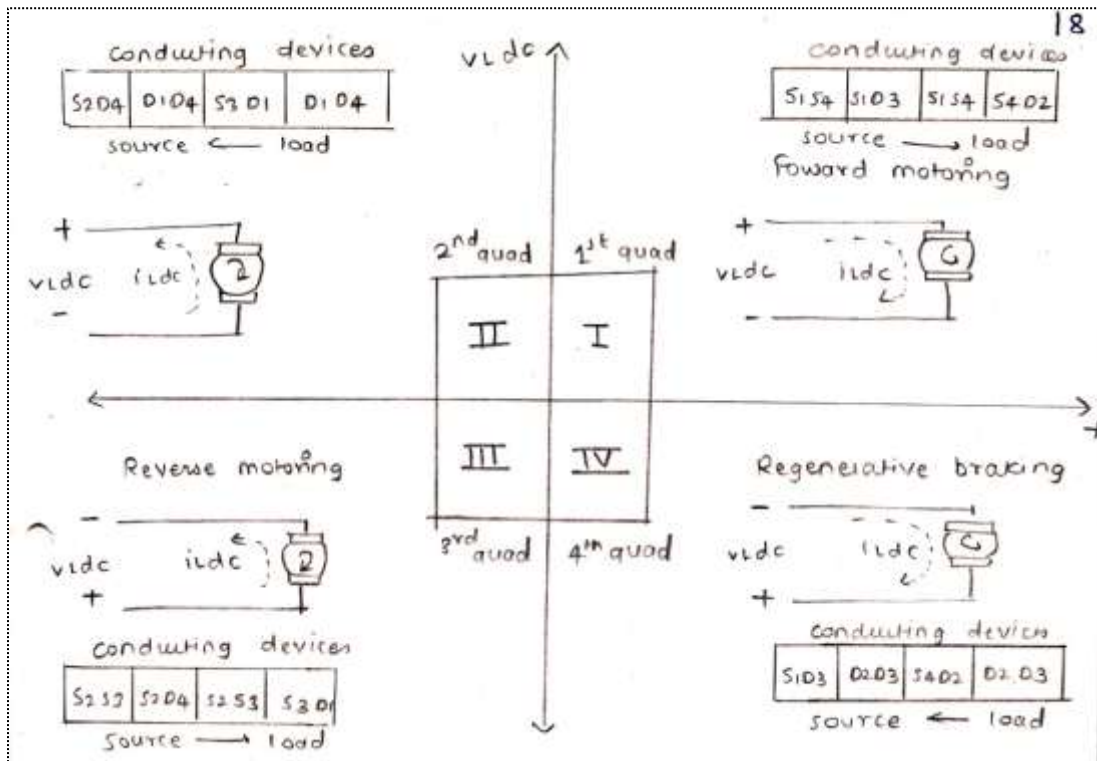 18
conducting devices
S2D4 D1D4 S3D1 D1D4
source ← load
vLdc
conducting devices
S1S4 S1D3 S1S4 S4D2
source → load
Foward motoring
2nd quad
1st quad
+
vLdc iLdc
-
+
vLdc iLdc
-
II I
+
III IV
Reverse motoring
Regenerative braking
3rd quad
4th quad
-
vLdc iLdc
+
-
vLdc iLdc
+
conducting devices
S2S3 S2D4 S2S3 S3D1
source → load
conducting devices
S1D3 D2D3 S4D2 D2D3
source ← load